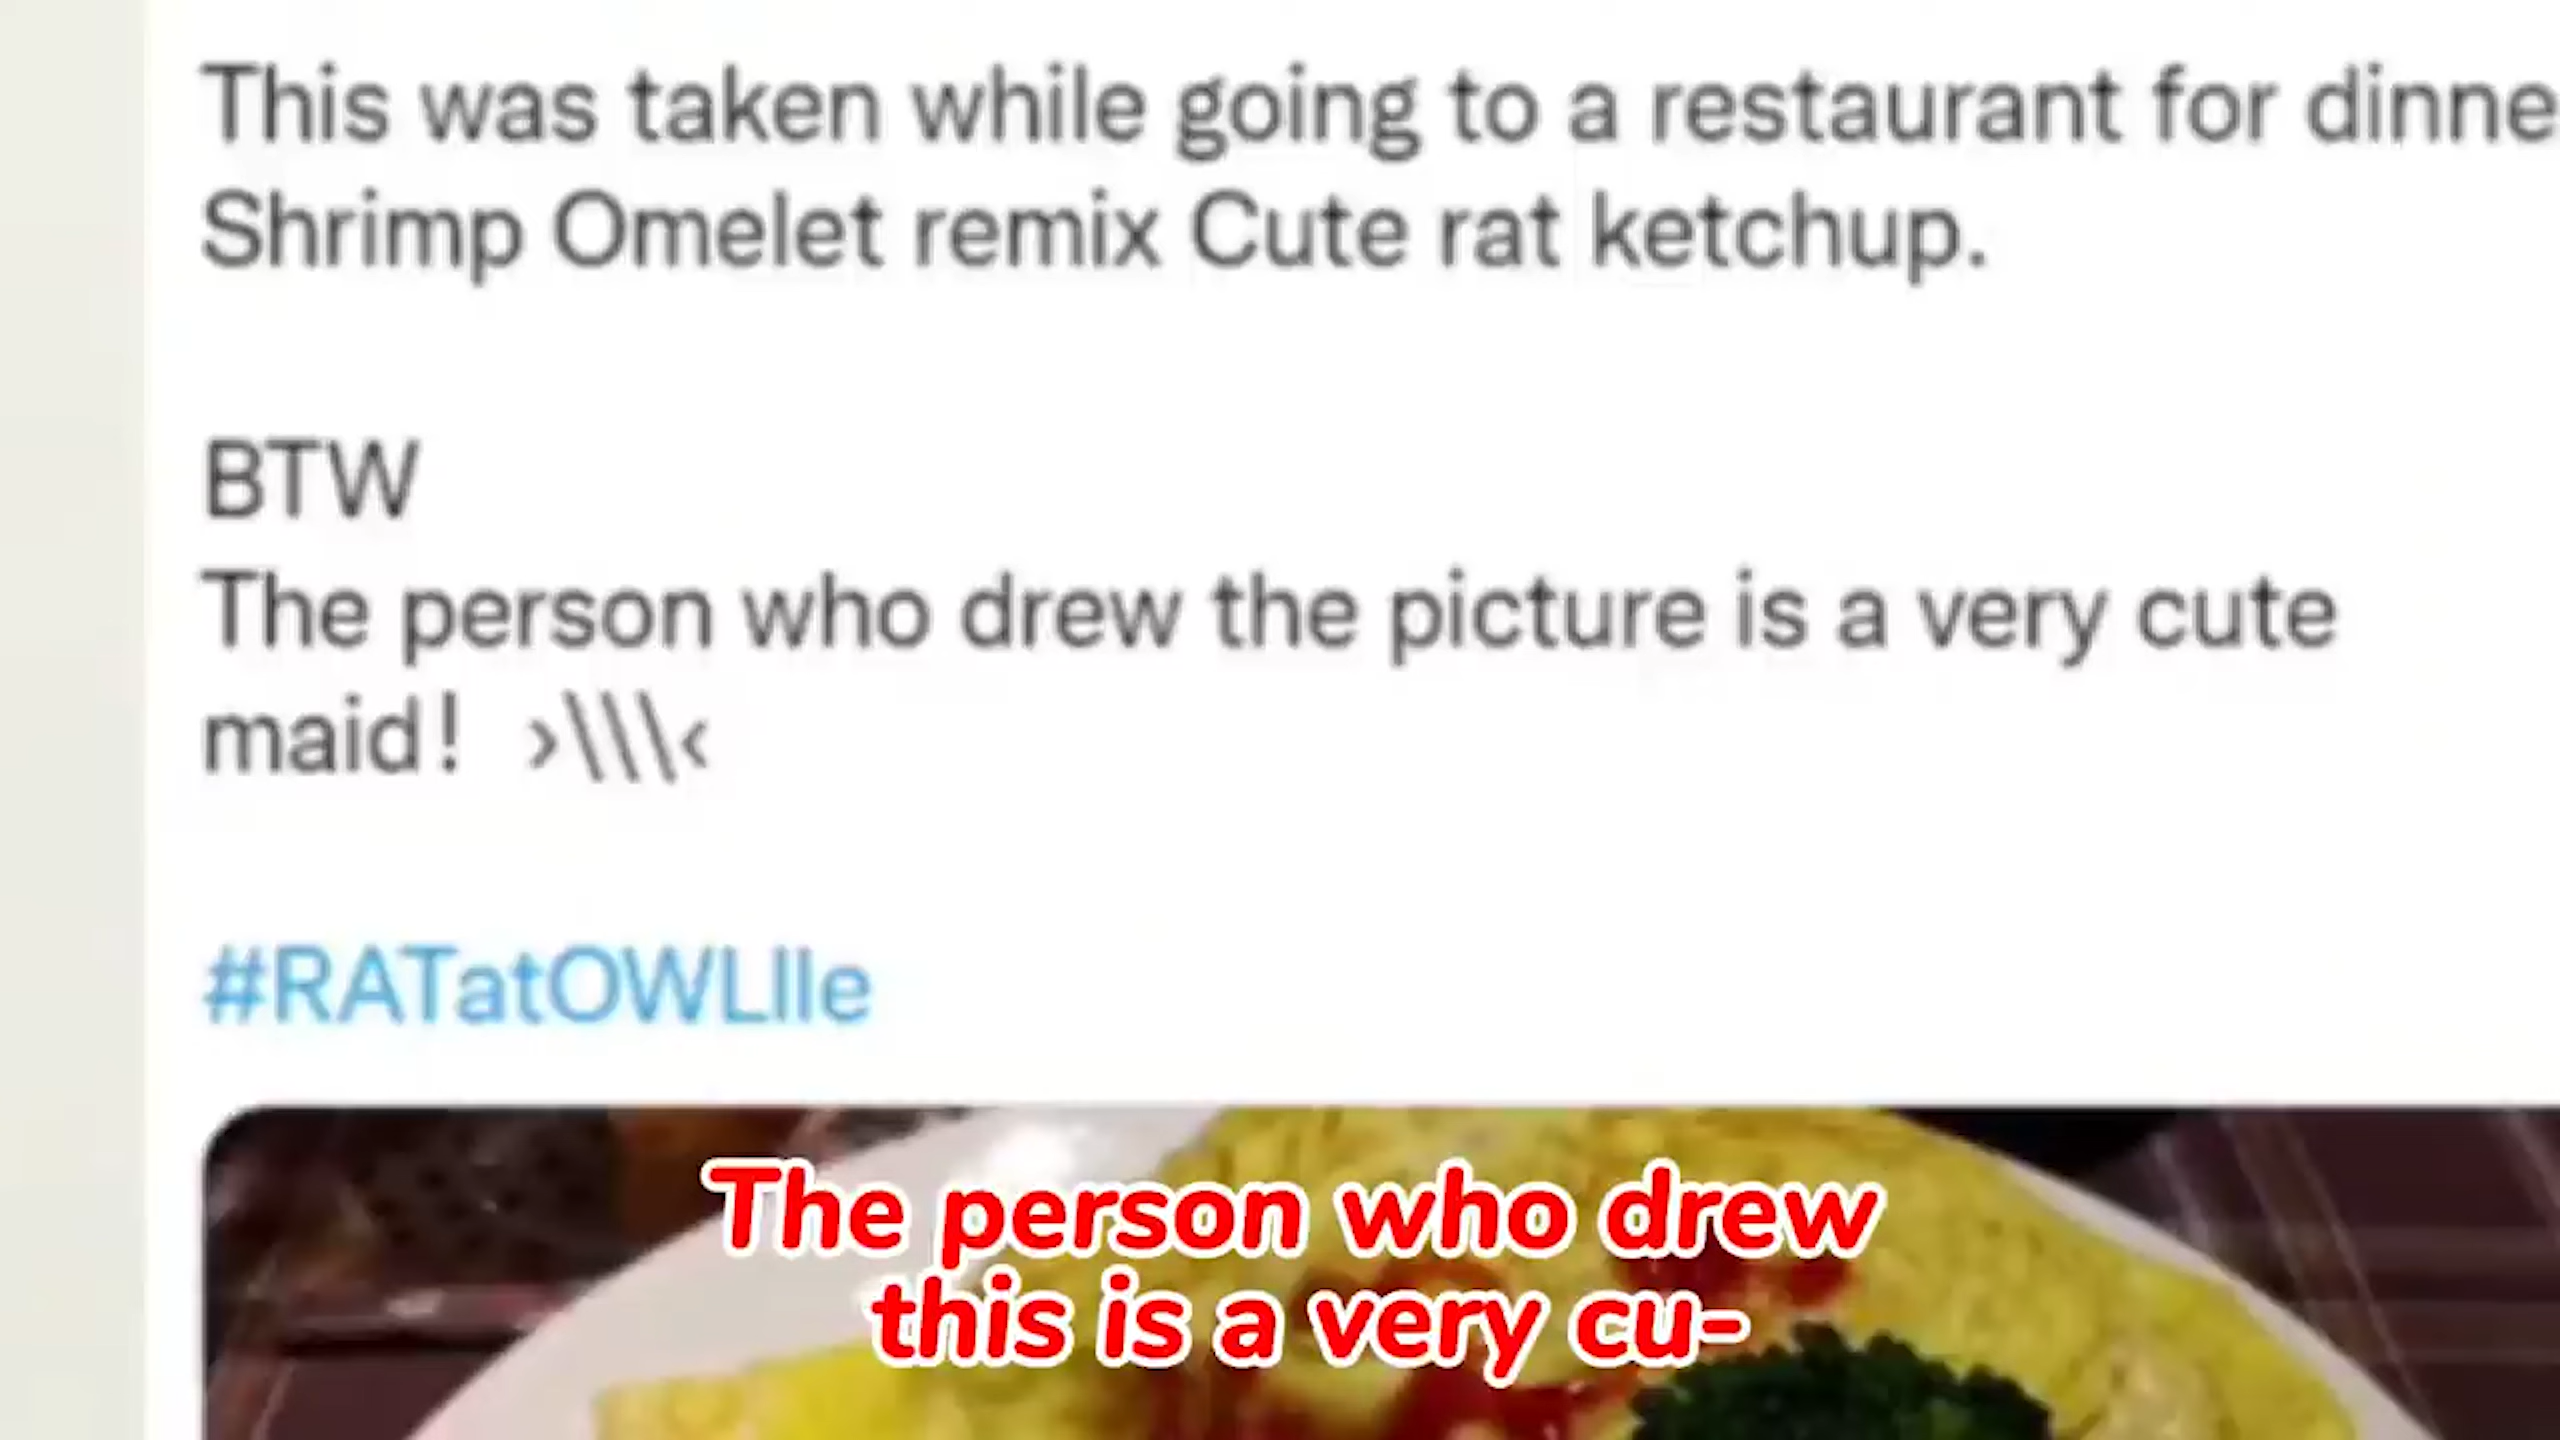 This was taken while going to a restaurant for dinne
Shrimp Omelet remix Cute rat ketchup.
BTW
The person who drew the picture is a very cute
maid! >\\\<
#RATatOWLlle
The person who drew
this is a very cu-